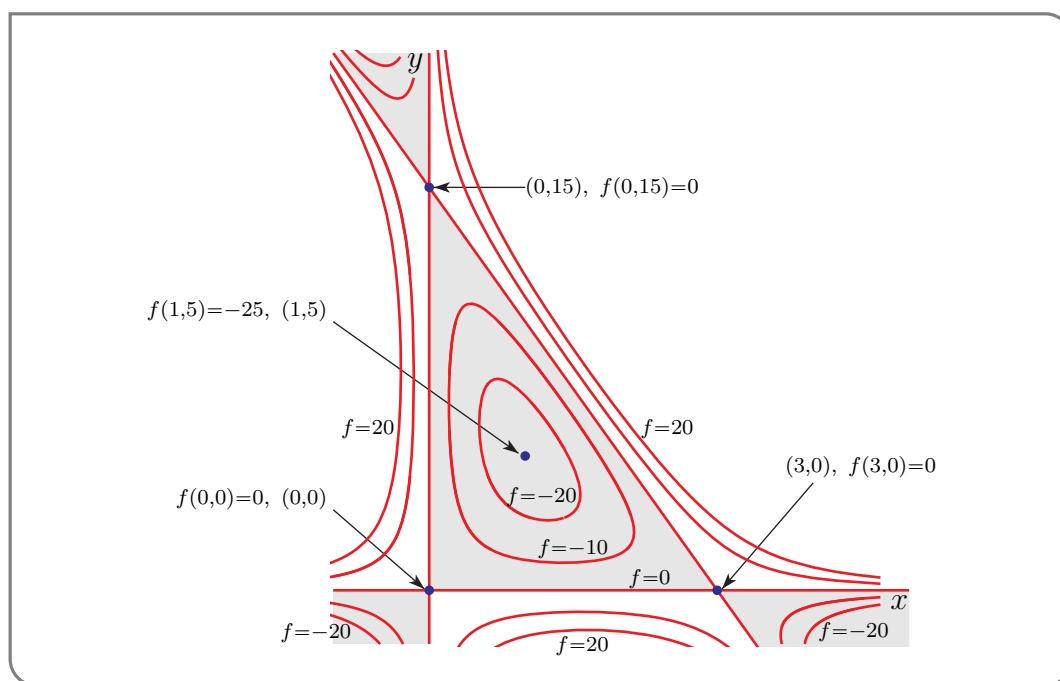 y
(0,15), f(0,15)=0
f(1,5)=−25, (1,5)
f=20
f=20
(3,0), f(3,0)=0
f(0,0)=0, (0,0)
f=−20
f=−10
f=0
x
f=−20
f=20
f=−20